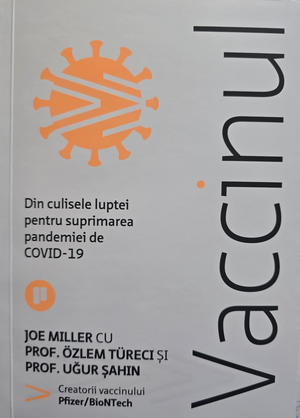 Vaccinul
Din culisele luptei
pentru suprimarea
pandemiei de
COVID-19
JOE MILLER CU
PROF. ÖZLEM TÜRECI ȘI
PROF. UĞUR ŞAHIN
Creatorii vaccinului
Pfizer/BioNTech